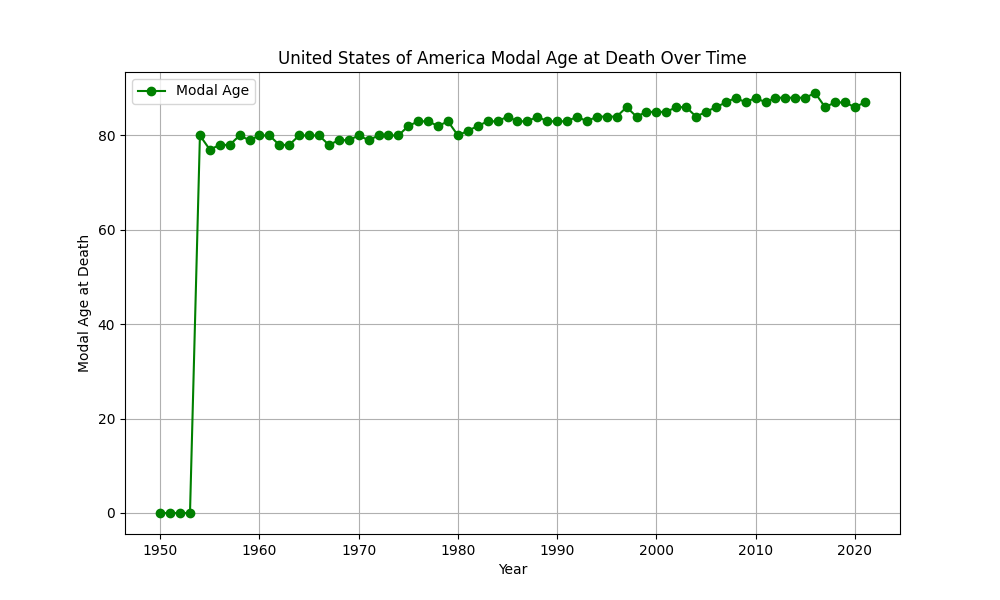 United States of America Modal Age at Death Over Time
Modal Age
Modal Age at Death
80
60
40
20
0
1950 1960 1970 1980 1990 2000 2010 2020
Year